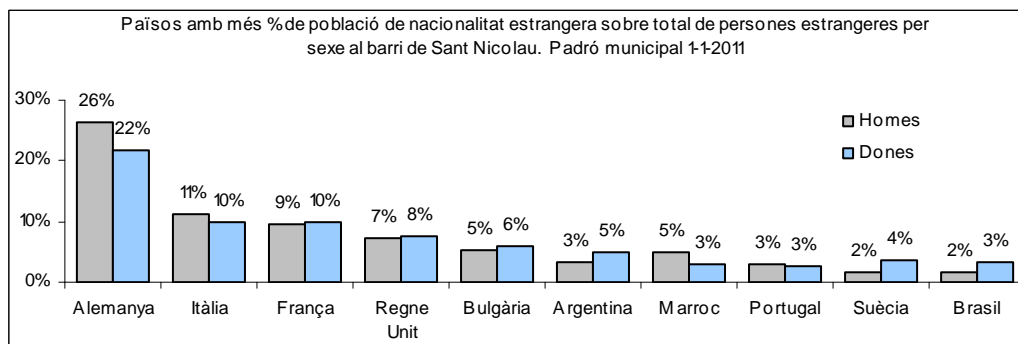 Països amb més % de població de nacionalitat estrangera sobre total de persones estrangeres per
sexe al barri de Sant Nicolau. Padró municipal 1-1-2011
30%
20%
10%
0%
26%
22%
11%
10%
9%
10%
7%
8%
5%
6%
3%
5%
5%
3%
3%
3%
2%
4%
2%
3%
Homes
Dones
Alemanya
Itàlia
França
Regne
Unit
Bulgària
Argentina
Marroc
Portugal
Suècia
Brasil